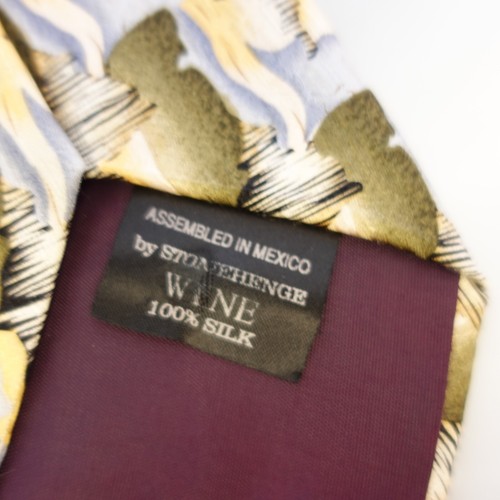 ASSEMBLED IN MEXICO
by STONEHENGE
WINE
100% SILK